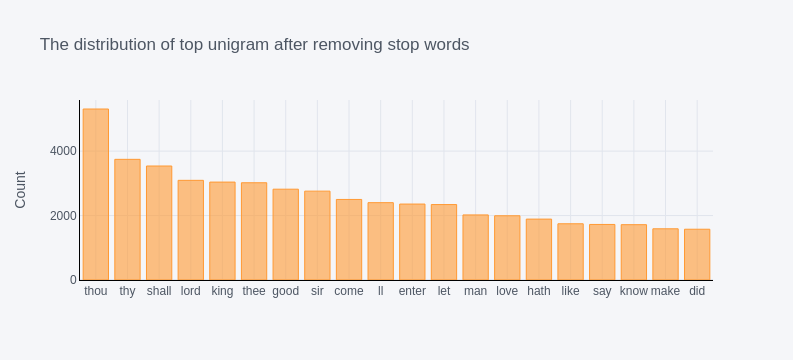 The distribution of top unigram after removing stop words
Count
4000
2000
0
thou thy shall lord king thee good sir come ll enter let man love hath like say know make did